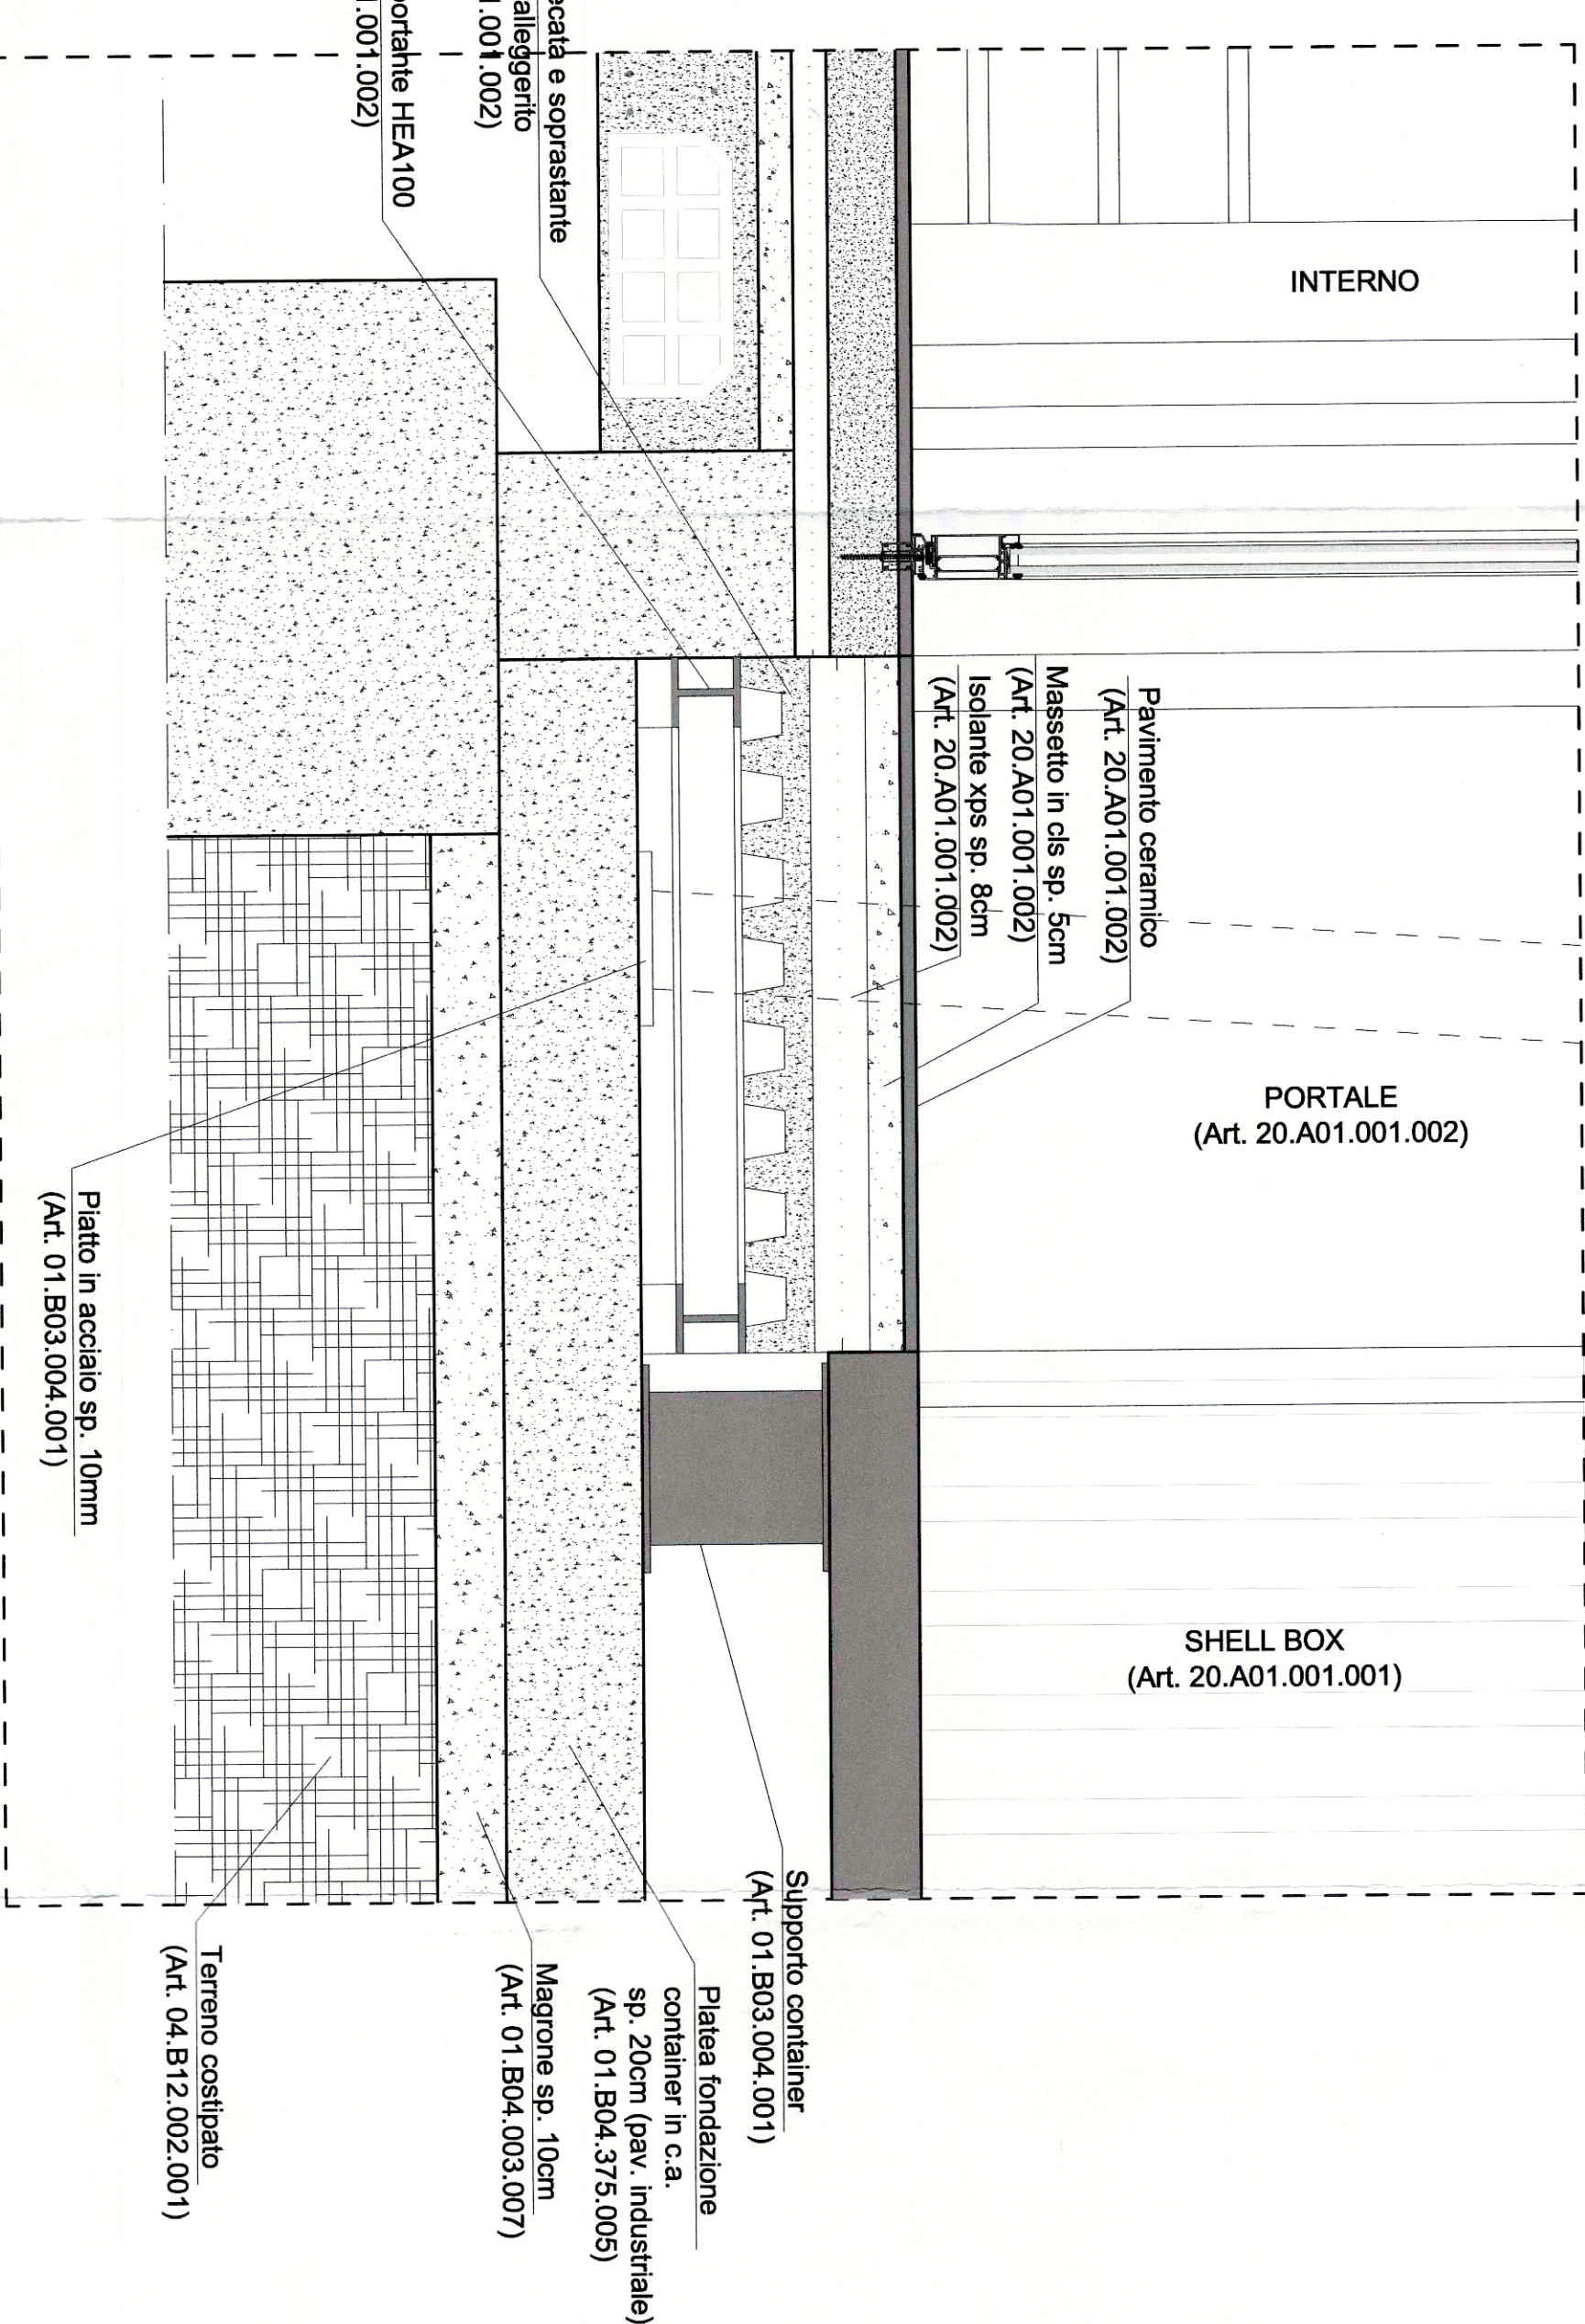 INTERNO
Pavimento ceramico
(Art. 20.A01.001.002)
Massetto in cls sp. 5cm
(Art. 20.A01.001.002)
Isolante xps sp. 8cm
(Art. 20.A01.001.002)
PORTALE
(Art. 20.A01.001.002)
SHELL BOX
(Art. 20.A01.001.001)
e soprastante
alleggerito
.001.002)
HEA100
.001.002)
Piatto in acciaio sp. 10mm
(Art. 01.B03.004.001)
Supporto container
(Art. 01.B03.004.001)
Platea fondazione
container in c.a.
sp. 20cm (pav. industriale)
(Art. 01.B04.375.005)
Magrone sp. 10cm
(Art. 01.B04.003.007)
Terreno costipato
(Art. 04.B12.002.001)